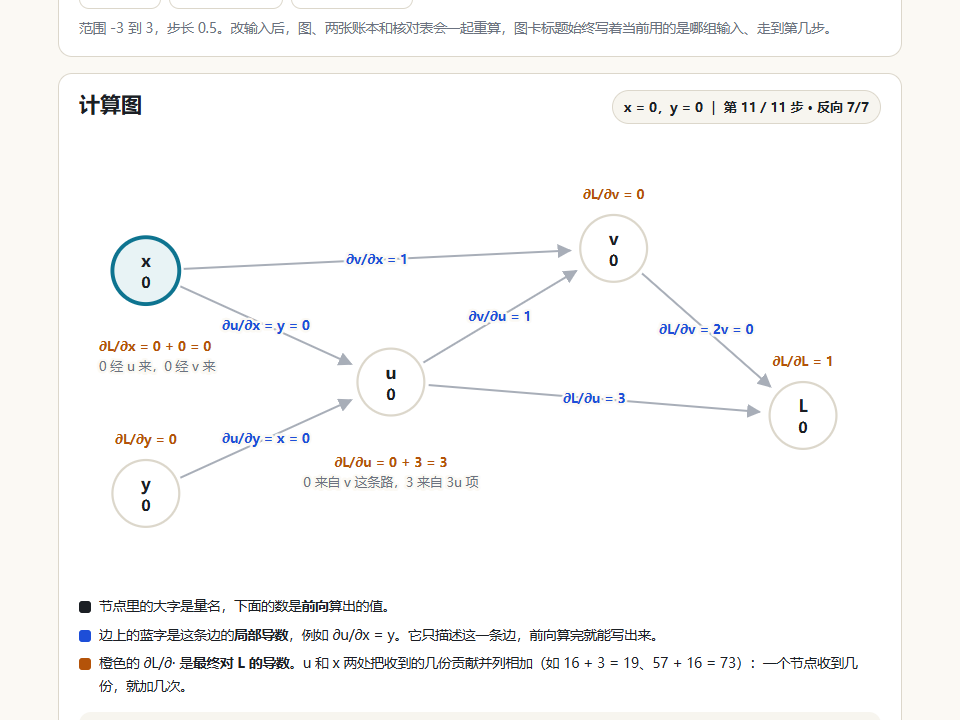 范围 -3 到 3，步长 0.5。改输入后，图、两张账本和核对表会一起重算，图卡标题始终写着当前用的是哪组输入、走到第几步。
计算图
x = 0，y = 0 | 第 11 / 11 步 • 反向 7/7
∂L/∂v = 0
v
0
x
0
∂v/∂x = 1
∂v/∂u = 1
∂u/∂x = y = 0
∂L/∂v = 2v = 0
∂L/∂x = 0 + 0 = 0
0 经 u 来，0 经 v 来
∂L/∂L = 1
u
0
∂L/∂u = 3
L
0
∂L/∂y = 0
∂u/∂y = x = 0
∂L/∂u = 0 + 3 = 3
0 来自 v 这条路，3 来自 3u 项
y
0
节点里的大字是量名，下面的数是前向算出的值。
边上的蓝字是这条边的局部导数，例如 ∂u/∂x = y。它只描述这一条边，前向算完就能写出来。
橙色的 ∂L/∂· 是最终对 L 的导数。u 和 x 两处把收到的几份贡献并列相加（如 16 + 3 = 19、57 + 16 = 73）：一个节点收到几
份，就加几次。